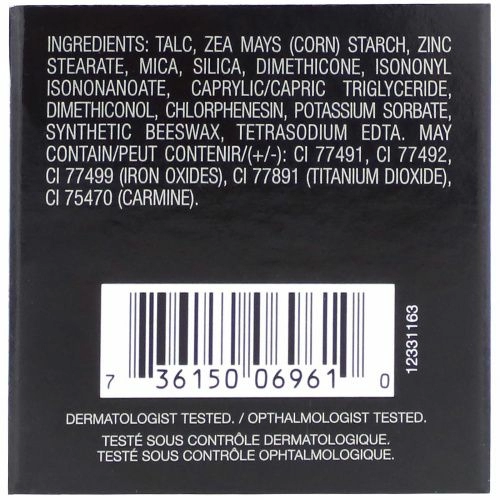 INGREDIENTS: TALC, ZEA MAYS (CORN) STARCH, ZINC
STEARATE, MICA, SILICA, DIMETHICONE, ISONONYL
ISONONANOATE, CAPRYLIC/CAPRIC TRIGLYCERIDE,
DIMETHICONOL, CHLORPHENESIN, POTASSIUM SORBATE,
SYNTHETIC BEESWAX, TETRASODIUM EDTA. MAY
CONTAIN/PEUT CONTENIR/(+/-): CI 77491, CI 77492,
CI 77499 (IRON OXIDES), CI 77891 (TITANIUM DIOXIDE),
CI 75470 (CARMINE).
7 36150 06961 0
12331163
DERMATOLOGIST TESTED. / OPTHALMOLOGIST TESTED.
TESTÉ SOUS CONTRÔLE DERMATOLOGIQUE.
TESTÉ SOUS CONTRÔLE OPHTALMOLOGIQUE.